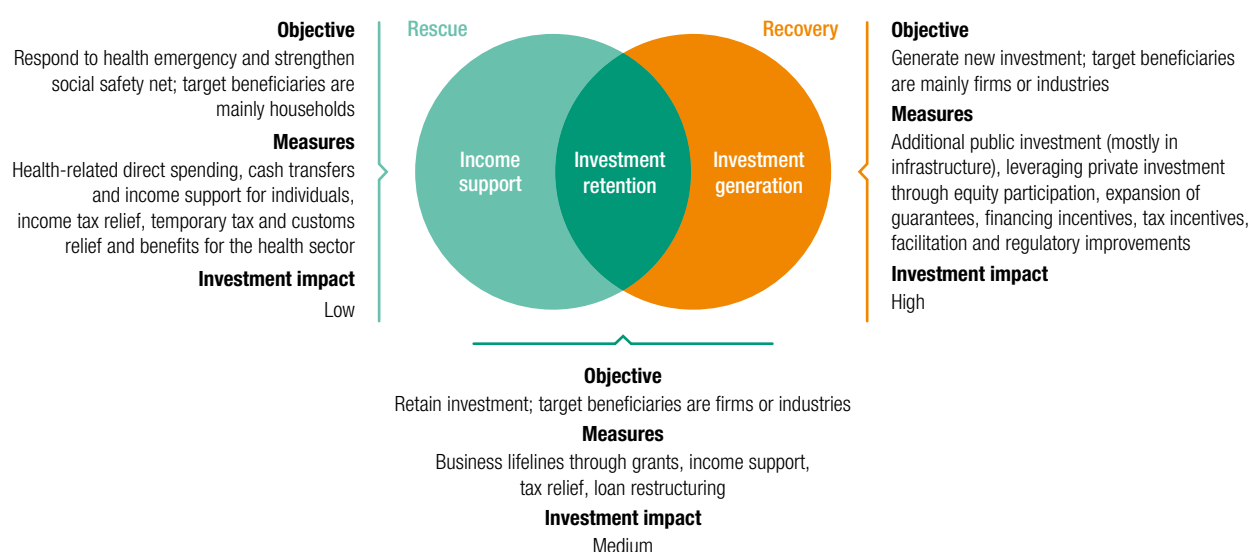 Objective
Respond to health emergency and strengthen
social safety net; target beneficiaries are
mainly households
Measures
Health-related direct spending, cash transfers
and income support for individuals,
income tax relief, temporary tax and customs
relief and benefits for the health sector
Investment impact
Low
Rescue
Recovery
Income
support
Investment
retention
Investment
generation
Objective
Generate new investment; target beneficiaries
are mainly firms or industries
Measures
Additional public investment (mostly in
infrastructure), leveraging private investment
through equity participation, expansion of
guarantees, financing incentives, tax incentives,
facilitation and regulatory improvements
Investment impact
High
Objective
Retain investment; target beneficiaries are firms or industries
Measures
Business lifelines through grants, income support,
tax relief, loan restructuring
Investment impact
Medium